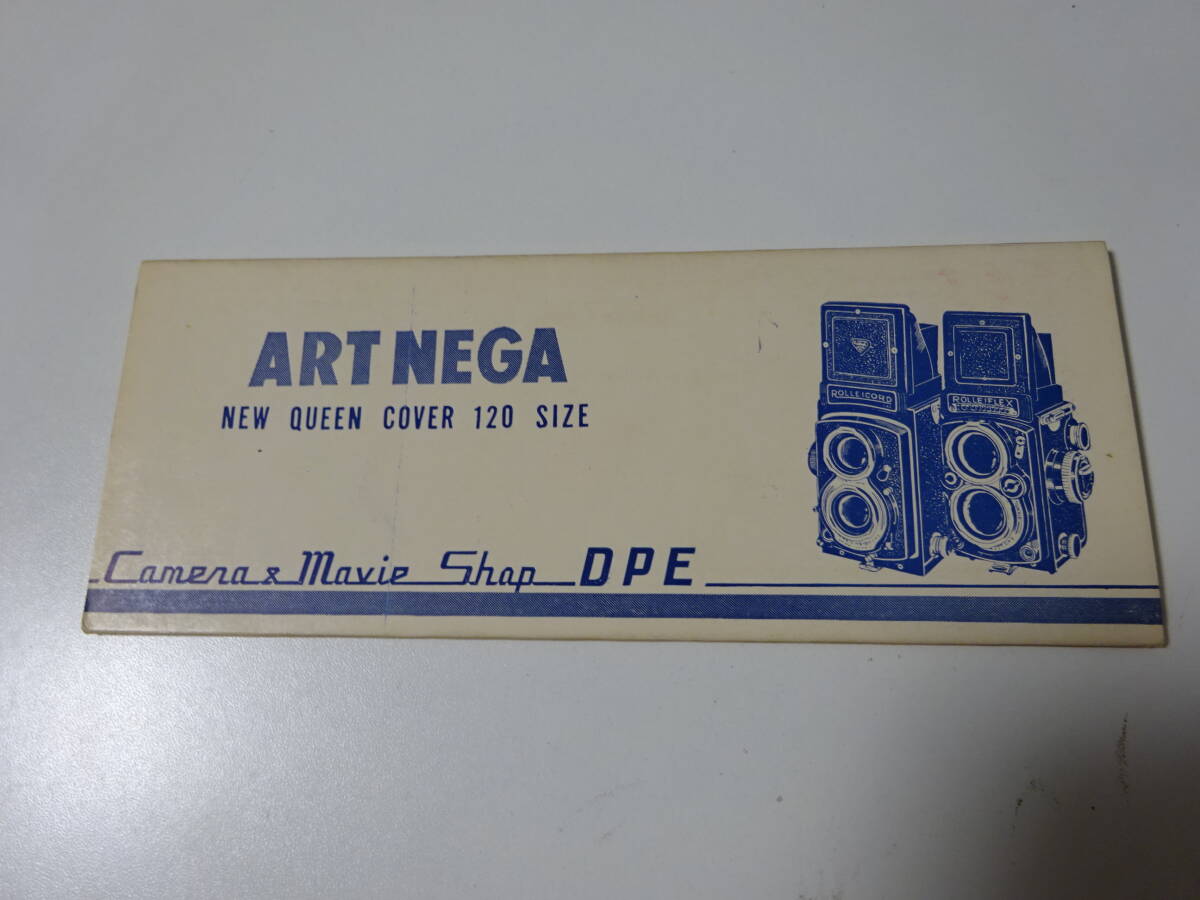 ART NEGA
NEW QUEEN COVER 120 SIZE
ROLLEICORD
ROLLEIFLEX
Camera & Movie Shop DPE